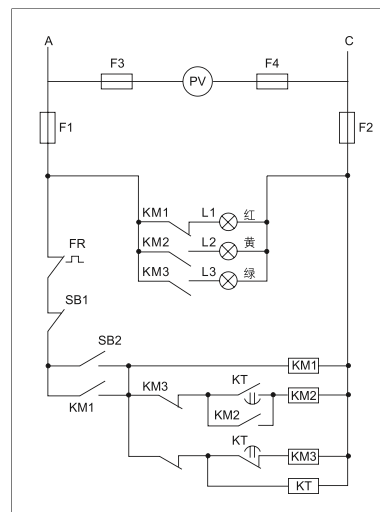 A C
F3 PV F4
F1 F2
KM1 L1 红
KM2 L2 黄
FR KM3 L3 绿
SB1
SB2
KM1
KM1 KM3 KT KM2
KM2
KT KM3
KT